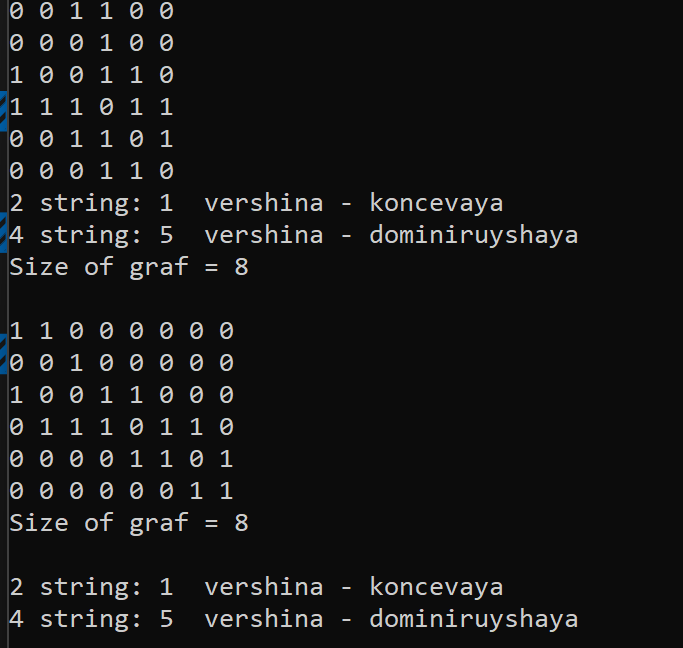 0 0 1 1 0 0
0 0 0 1 0 0
1 0 0 1 1 0
1 1 1 0 1 1
0 0 1 1 0 1
0 0 0 1 1 0
2 string: 1  vershina - koncevaya
4 string: 5  vershina - dominiruyshaya
Size of graf = 8
1 1 0 0 0 0 0 0
0 0 1 0 0 0 0 0
1 0 0 1 1 0 0 0
0 1 1 1 0 1 1 0
0 0 0 0 1 1 0 1
0 0 0 0 0 0 1 1
Size of graf = 8
2 string: 1  vershina - koncevaya
4 string: 5  vershina - dominiruyshaya